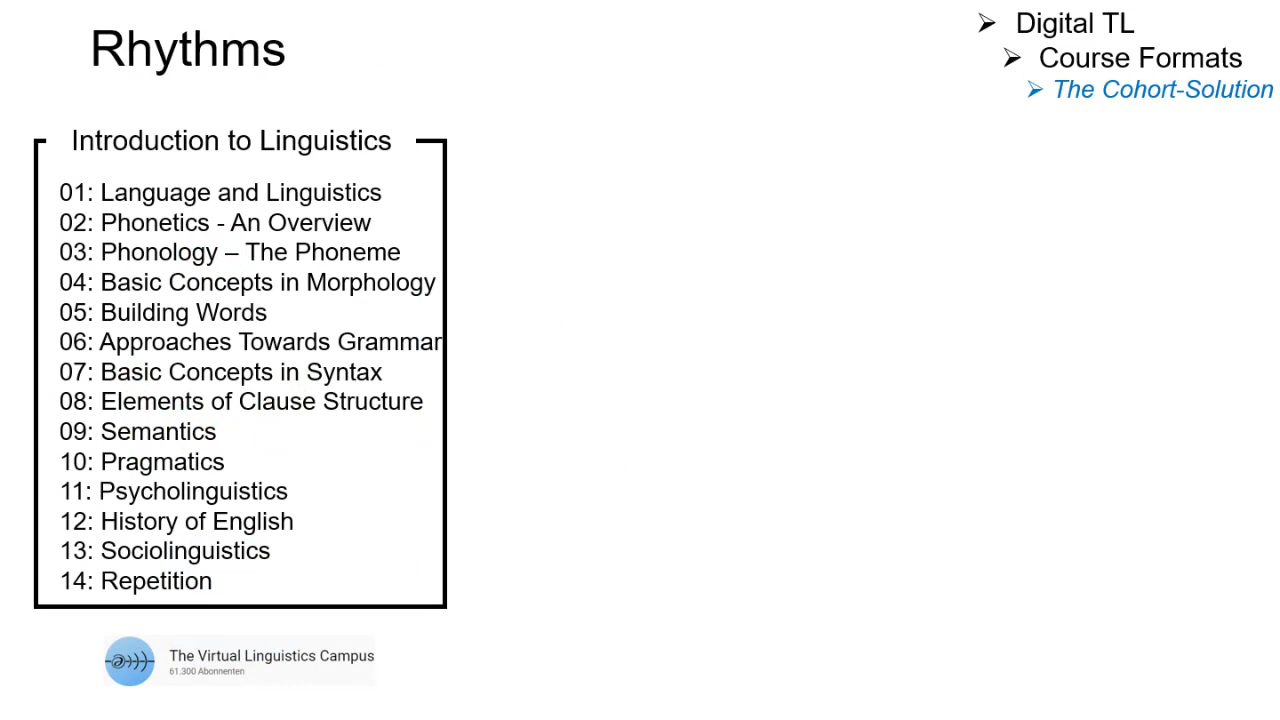 Rhythms
Digital TL
Course Formats
The Cohort-Solution
Introduction to Linguistics
01: Language and Linguistics
02: Phonetics - An Overview
03: Phonology – The Phoneme
04: Basic Concepts in Morphology
05: Building Words
06: Approaches Towards Grammar
07: Basic Concepts in Syntax
08: Elements of Clause Structure
09: Semantics
10: Pragmatics
11: Psycholinguistics
12: History of English
13: Sociolinguistics
14: Repetition
The Virtual Linguistics Campus
61.300 Abonnenten